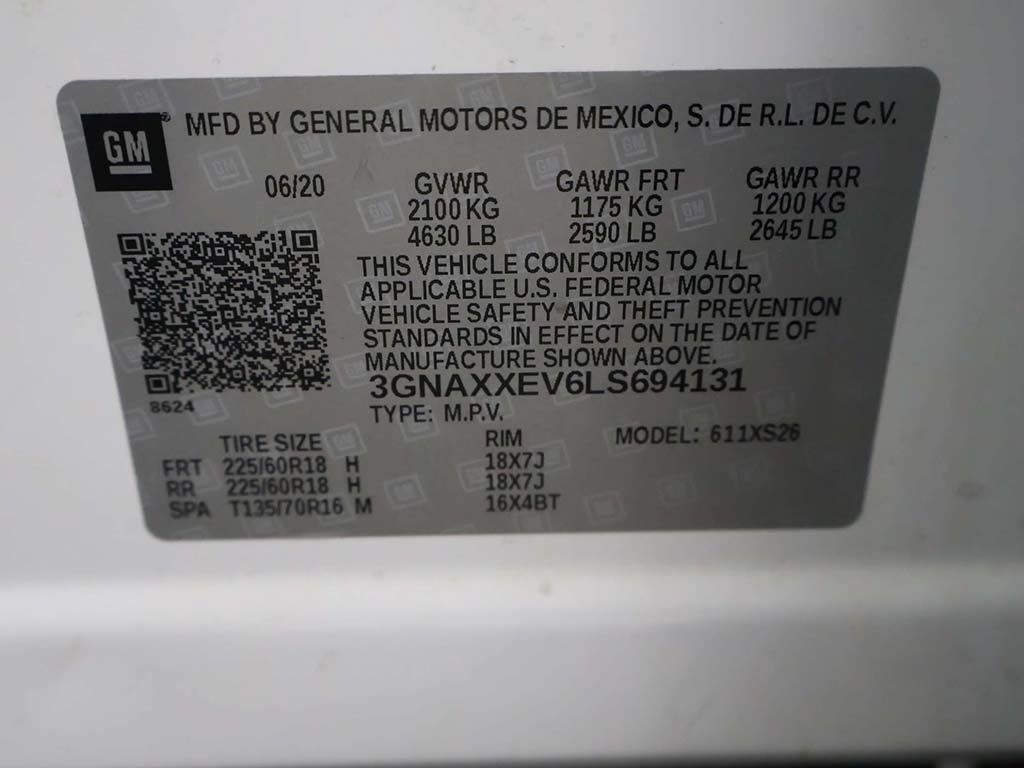 GM® MFD BY GENERAL MOTORS DE MEXICO, S. DE R.L. DE C.V.
06/20 GVWR GAWR FRT GAWR RR
2100 KG 1175 KG 1200 KG
4630 LB 2590 LB 2645 LB
THIS VEHICLE CONFORMS TO ALL
APPLICABLE U.S. FEDERAL MOTOR
VEHICLE SAFETY AND THEFT PREVENTION
STANDARDS IN EFFECT ON THE DATE OF
MANUFACTURE SHOWN ABOVE.
3GNAXXEV6LS694131
8624
TYPE: M.P.V.
TIRE SIZE RIM MODEL: 611XS26
FRT 225/60R18 H 18X7J
RR 225/60R18 H 18X7J
SPA T135/70R16 M 16X4BT